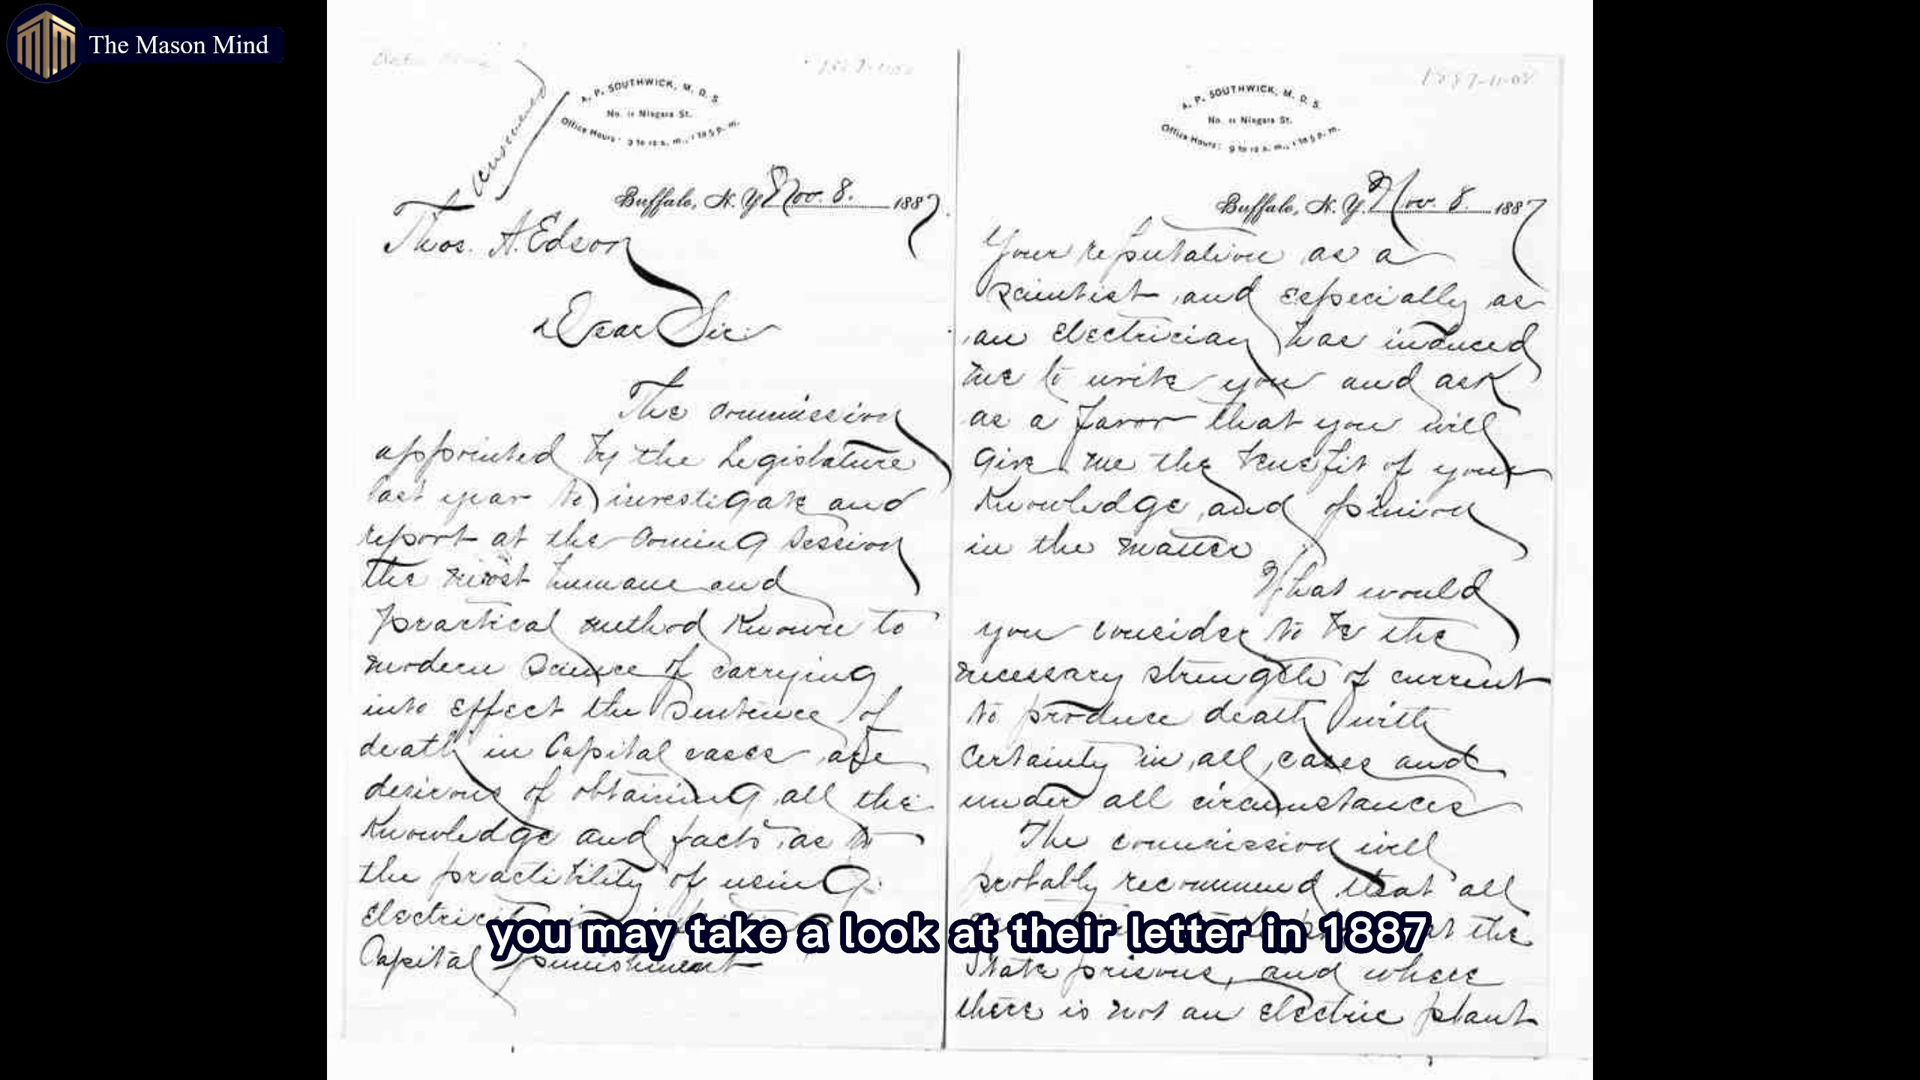 The Mason Mind
answered
A. P. SOUTHWICK, M. D. S.
No. 11 Niagara St.
Office Hours: 9 to 12 a. m., 1 to 5 p. m.
Buffalo, N. Y. Nov. 8. 1887
Thos. A. Edson
Dear Sir
The commission
appointed by the Legislature
last year to investigate and
report at the coming session
the most humane and
practical method known to
modern science of carrying
into effect the sentence of
death in Capital cases are
desirous of obtaining all the
knowledge and facts as to
the practibility of using
Capital punishment
1887-11-08
A. P. SOUTHWICK, M. D. S.
No. 11 Niagara St.
Office Hours: 9 to 12 a. m., 1 to 5 p. m.
Buffalo, N. Y. Nov. 8. 1887
Your reputation as a
scientist and especially as
an electrician has induced
me to write you and ask
as a favor that you will
give me the benefit of your
knowledge and opinion
in the matter
What would
you consider to be the
necessary strength of current
to produce death with
certainty in all cases and
under all circumstances
The commission will
probably recommend that all
at the
State prisons, and where
there is not an electric plant
you may take a look at their letter in 1887